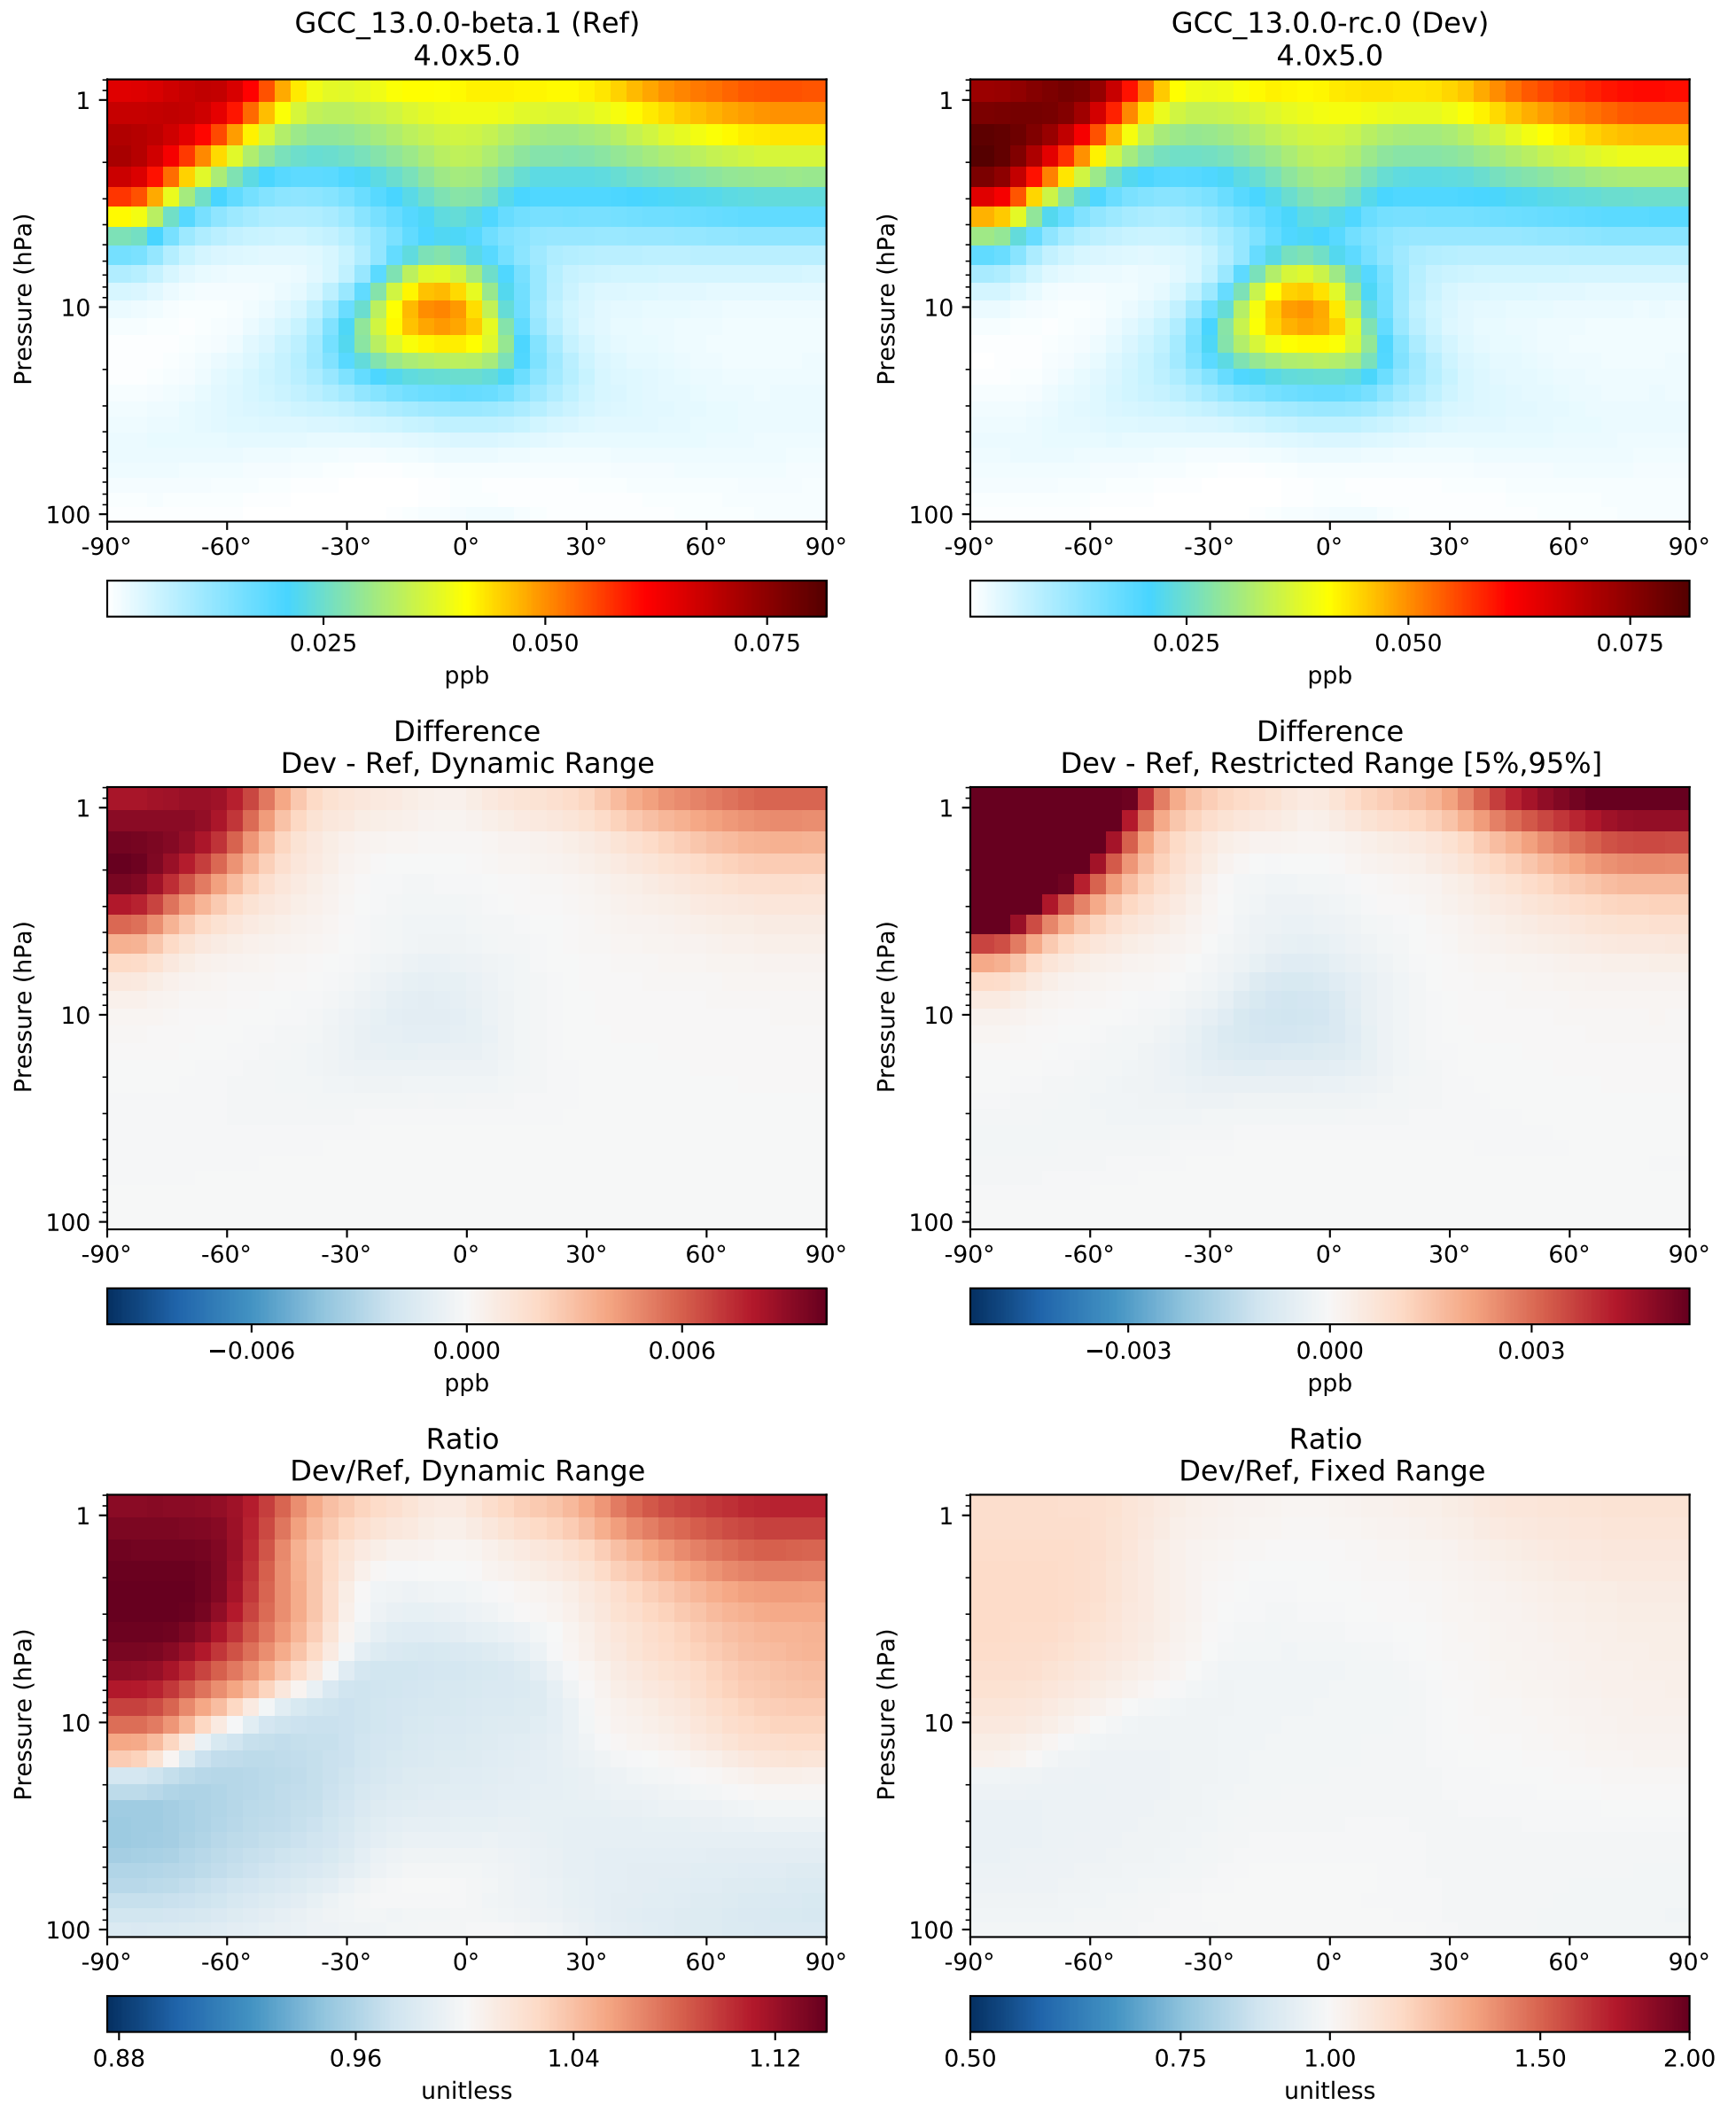 GCC_13.0.0-beta.1 (Ref)
4.0x5.0
GCC_13.0.0-rc.0 (Dev)
4.0x5.0
Pressure (hPa)
1
10
100
-90° -60° -30° 0° 30° 60° 90°
0.025 0.050 0.075
ppb
Pressure (hPa)
1
10
100
-90° -60° -30° 0° 30° 60° 90°
0.025 0.050 0.075
ppb
Difference
Dev - Ref, Dynamic Range
Difference
Dev - Ref, Restricted Range [5%,95%]
Pressure (hPa)
1
10
100
-90° -60° -30° 0° 30° 60° 90°
−0.006 0.000 0.006
ppb
Pressure (hPa)
1
10
100
-90° -60° -30° 0° 30° 60° 90°
−0.003 0.000 0.003
ppb
Ratio
Dev/Ref, Dynamic Range
Ratio
Dev/Ref, Fixed Range
Pressure (hPa)
1
10
100
-90° -60° -30° 0° 30° 60° 90°
0.88 0.96 1.04 1.12
unitless
Pressure (hPa)
1
10
100
-90° -60° -30° 0° 30° 60° 90°
0.50 0.75 1.00 1.50 2.00
unitless